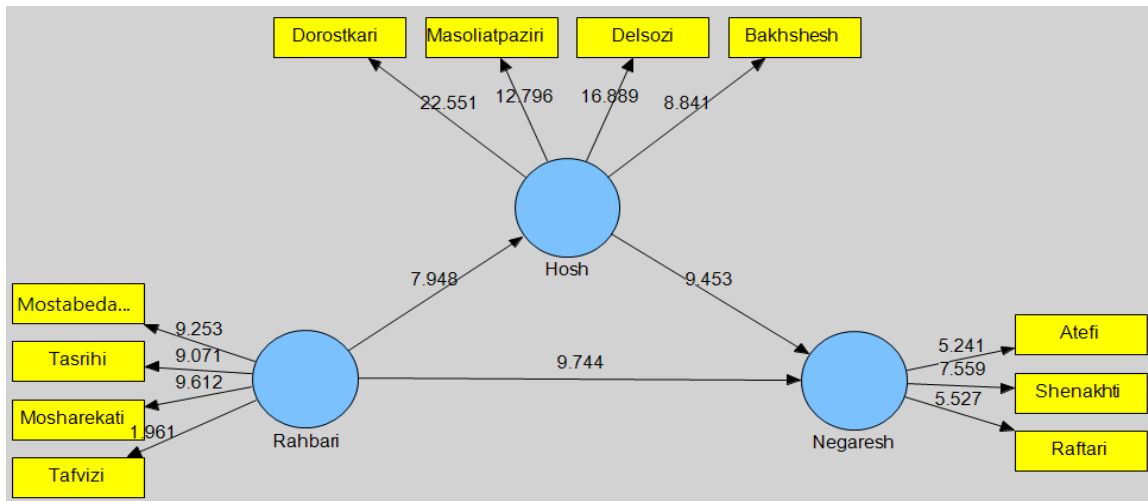 Dorostkari
Masoliatpaziri
Delsozi
Bakhshesh
22.551
12.796
16.889
8.841
Hosh
7.948
9.453
Mostabeda...
9.253
Tasrihi
9.071
9.612
Mosharekati
1.961
Tafvizi
Rahbari
9.744
Negaresh
5.241
Atefi
7.559
Shenakhti
5.527
Raftari